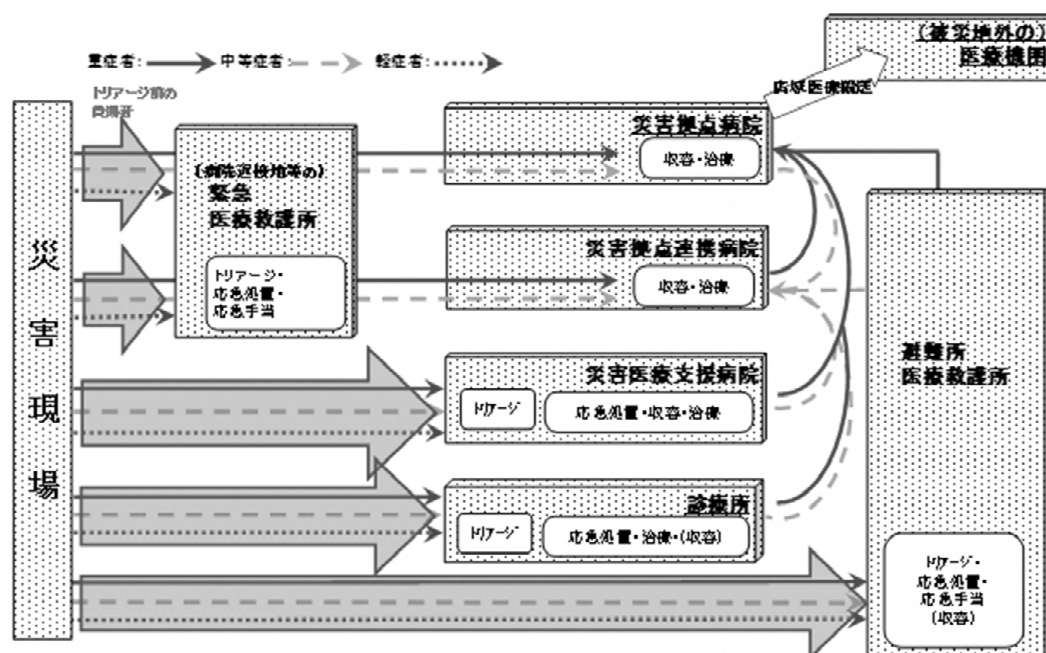 (被災地外の)
医療機関
重症者:
中等症者:
軽症者:
広域医療搬送
トリアージ前の
負傷者
災害現場
(病院近接地等の)
緊急
医療救護所
トリアージ・
応急処置・
応急手当
災害拠点病院
収容・治療
災害拠点連携病院
収容・治療
災害医療支援病院
トリアージ
応急処置・収容・治療
診療所
トリアージ
応急処置・治療・(収容)
避難所
医療救護所
トリアージ・
応急処置・
応急手当
(収容)